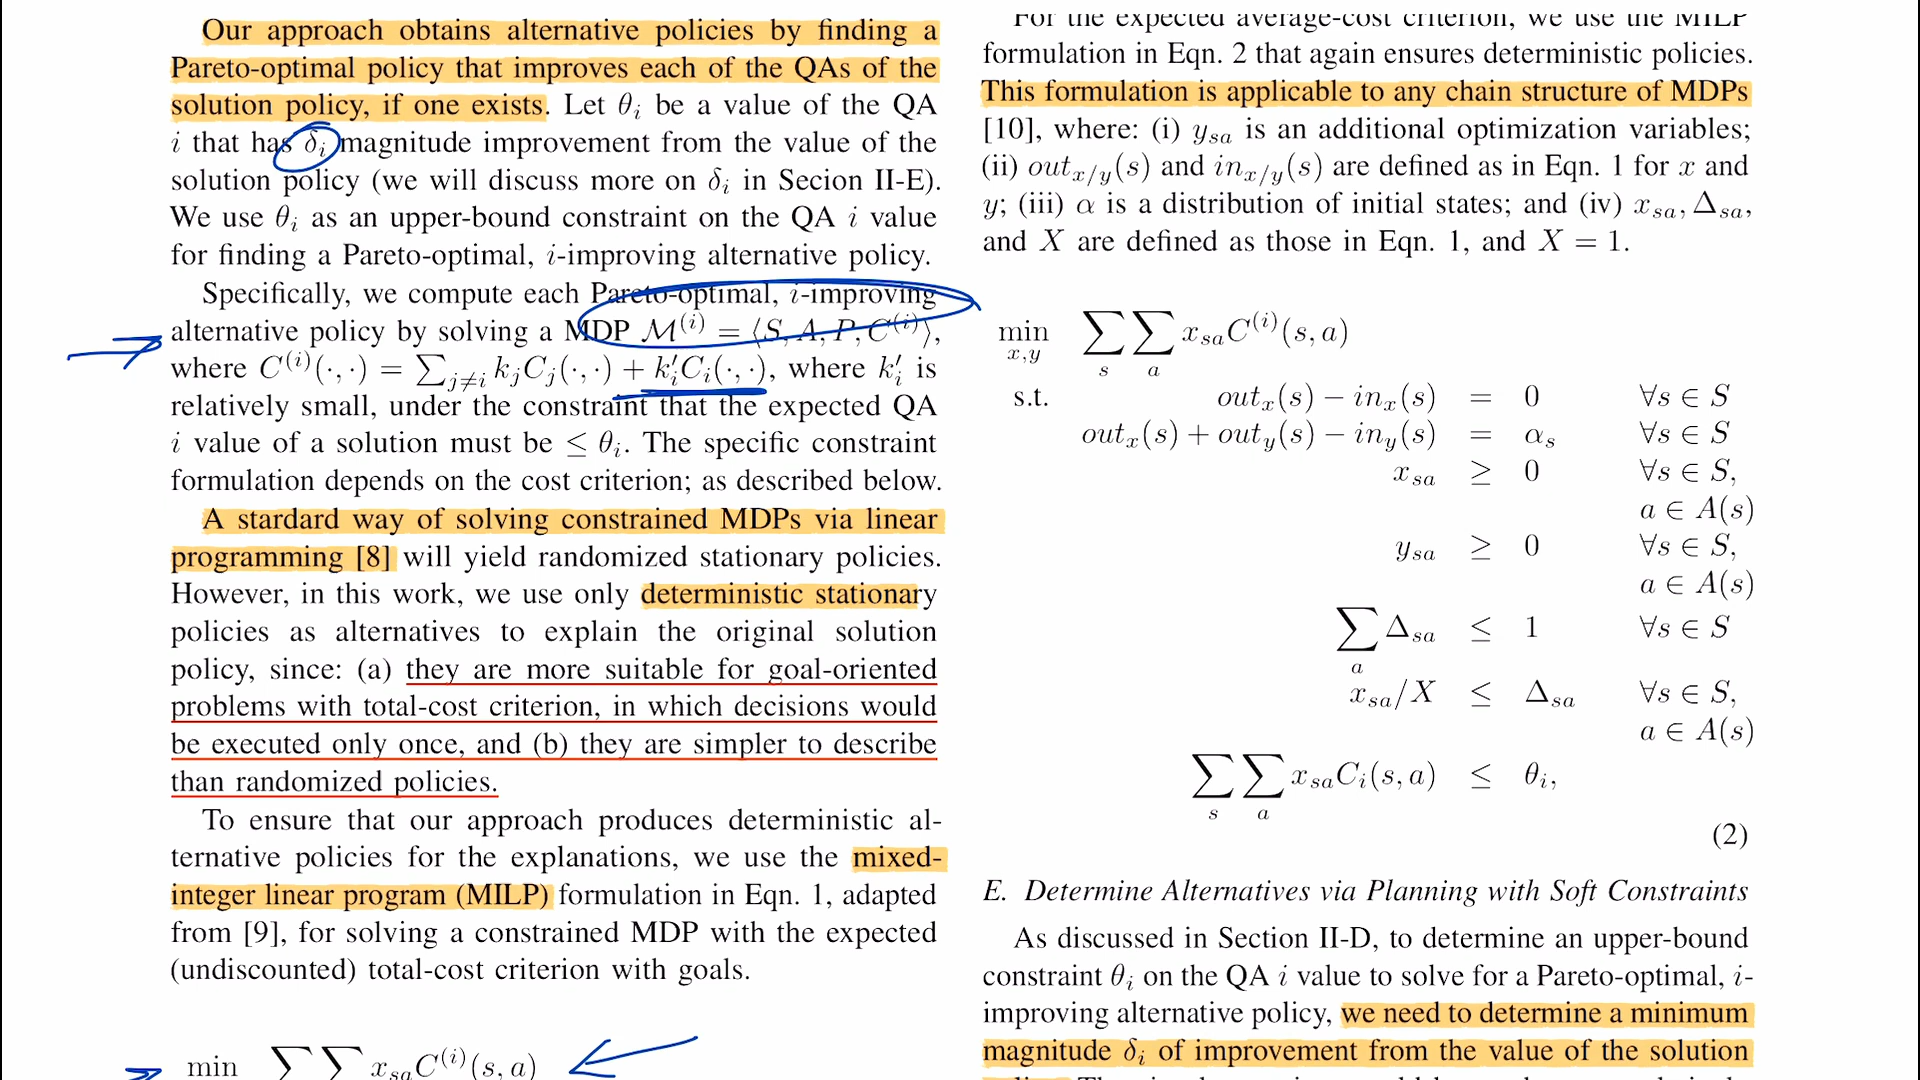 Our approach obtains alternative policies by finding a
Pareto-optimal policy that improves each of the QAs of the
solution policy, if one exists. Let θ_i be a value of the QA
i that has δ_i magnitude improvement from the value of the
solution policy (we will discuss more on δ_i in Secion II-E).
We use θ_i as an upper-bound constraint on the QA i value
for finding a Pareto-optimal, i-improving alternative policy.
Specifically, we compute each Pareto-optimal, i-improving
alternative policy by solving a MDP M^(i) = ⟨S, A, P, C^(i)⟩,
where C^(i)(·, ·) = ∑_{j≠i} k_j C_j(·, ·) + k′_i C_i(·, ·), where k′_i is
relatively small, under the constraint that the expected QA
i value of a solution must be ≤ θ_i. The specific constraint
formulation depends on the cost criterion; as described below.
A stardard way of solving constrained MDPs via linear
programming [8] will yield randomized stationary policies.
However, in this work, we use only deterministic stationary
policies as alternatives to explain the original solution
policy, since: (a) they are more suitable for goal-oriented
problems with total-cost criterion, in which decisions would
be executed only once, and (b) they are simpler to describe
than randomized policies.
To ensure that our approach produces deterministic al-
ternative policies for the explanations, we use the mixed-
integer linear program (MILP) formulation in Eqn. 1, adapted
from [9], for solving a constrained MDP with the expected
(undiscounted) total-cost criterion with goals.
min ∑ ∑ x_sa C^(i)(s, a)
For the expected average-cost criterion, we use the MILP
formulation in Eqn. 2 that again ensures deterministic policies.
This formulation is applicable to any chain structure of MDPs
[10], where: (i) y_sa is an additional optimization variables;
(ii) out_x/y(s) and in_x/y(s) are defined as in Eqn. 1 for x and
y; (iii) α is a distribution of initial states; and (iv) x_sa, Δ_sa,
and X are defined as those in Eqn. 1, and X = 1.
min_{x,y} ∑_s ∑_a x_sa C^(i)(s, a)
s.t. out_x(s) − in_x(s) = 0 ∀s ∈ S
out_x(s) + out_y(s) − in_y(s) = α_s ∀s ∈ S
x_sa ≥ 0 ∀s ∈ S,
a ∈ A(s)
y_sa ≥ 0 ∀s ∈ S,
a ∈ A(s)
∑_a Δ_sa ≤ 1 ∀s ∈ S
x_sa/X ≤ Δ_sa ∀s ∈ S,
a ∈ A(s)
∑_s ∑_a x_sa C_i(s, a) ≤ θ_i,
(2)
E. Determine Alternatives via Planning with Soft Constraints
As discussed in Section II-D, to determine an upper-bound
constraint θ_i on the QA i value to solve for a Pareto-optimal, i-
improving alternative policy, we need to determine a minimum
magnitude δ_i of improvement from the value of the solution